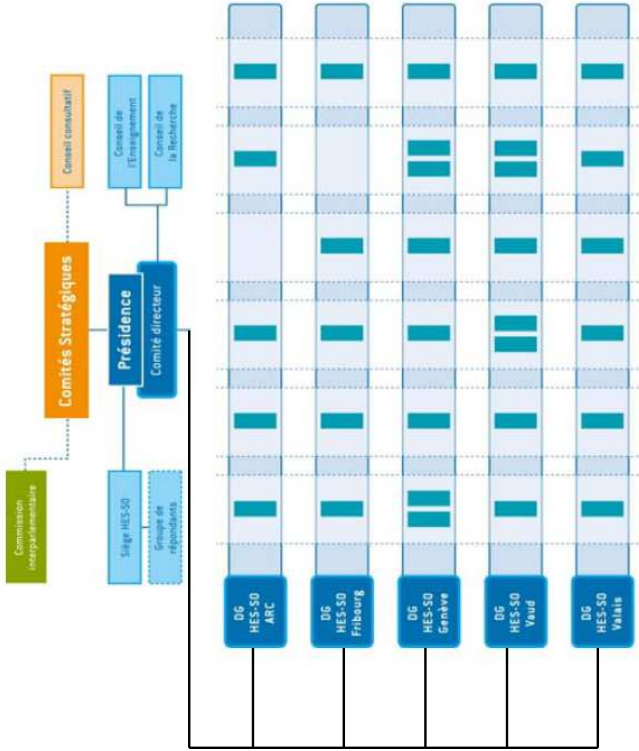 Commission
interparlementaire
Comités Stratégiques
Conseil consultatif
Siège HES-SO
Groupe de
répondants
Présidence
Comité directeur
Conseil de
l'Enseignement
Conseil de
la Recherche
DG
HES-SO
ARC
DG
HES-SO
Fribourg
DG
HES-SO
Genève
DG
HES-SO
Vaud
DG
HES-SO
Valais